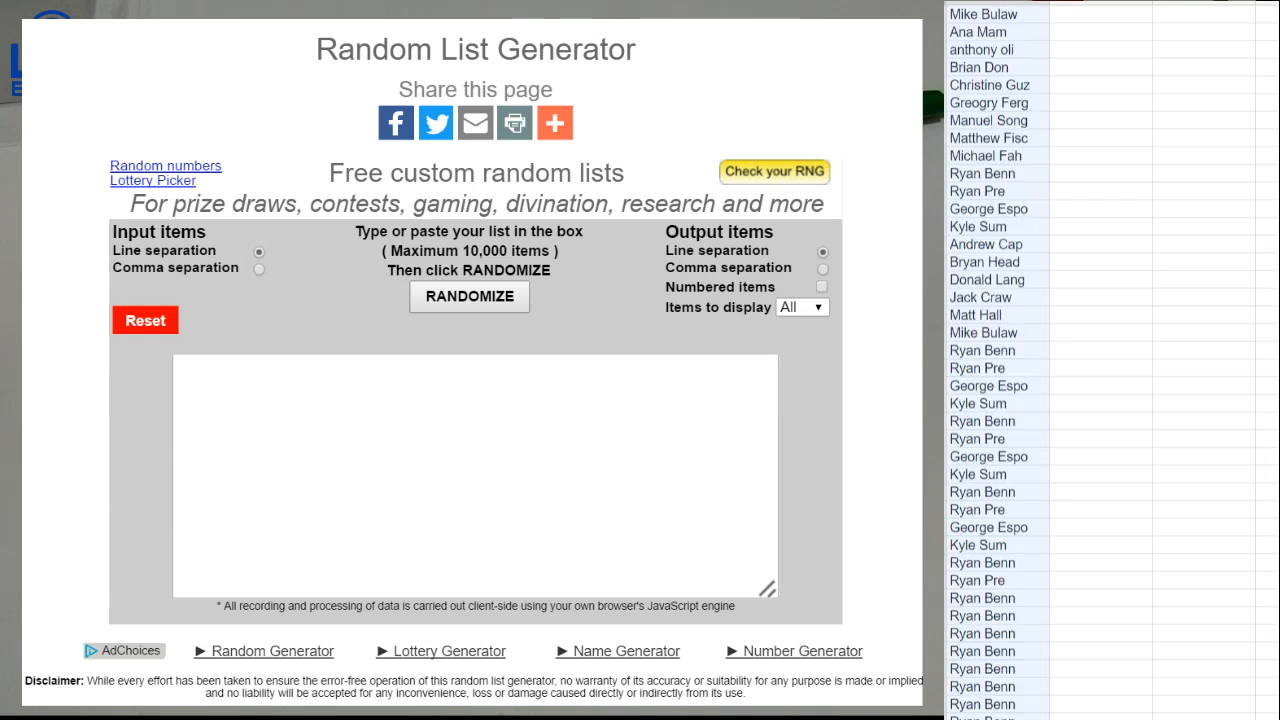 Random List Generator
Share this page
Random numbers
Lottery Picker
Free custom random lists
Check your RNG
For prize draws, contests, gaming, divination, research and more
Input items
Line separation
Comma separation
Reset
Type or paste your list in the box
( Maximum 10,000 items )
Then click RANDOMIZE
RANDOMIZE
Output items
Line separation
Comma separation
Numbered items
Items to display All
* All recording and processing of data is carried out client-side using your own browser's JavaScript engine
AdChoices
► Random Generator
► Lottery Generator
► Name Generator
► Number Generator
Disclaimer: While every effort has been taken to ensure error-free operation of this random list generator, no warranty of its accuracy or suitability for any purpose is made or implied
and no liability will be accepted for any inconvenience, loss or damage caused directly or indirectly from its use.
Mike Bulaw
Ana Mam
anthony oli
Brian Don
Christine Guz
Greogry Ferg
Manuel Song
Matthew Fisc
Michael Fah
Ryan Benn
Ryan Pre
George Espo
Kyle Sum
Andrew Cap
Bryan Head
Donald Lang
Jack Craw
Matt Hall
Mike Bulaw
Ryan Benn
Ryan Pre
George Espo
Kyle Sum
Ryan Benn
Ryan Pre
George Espo
Kyle Sum
Ryan Benn
Ryan Pre
George Espo
Kyle Sum
Ryan Benn
Ryan Pre
Ryan Benn
Ryan Benn
Ryan Benn
Ryan Benn
Ryan Benn
Ryan Benn
Ryan Benn